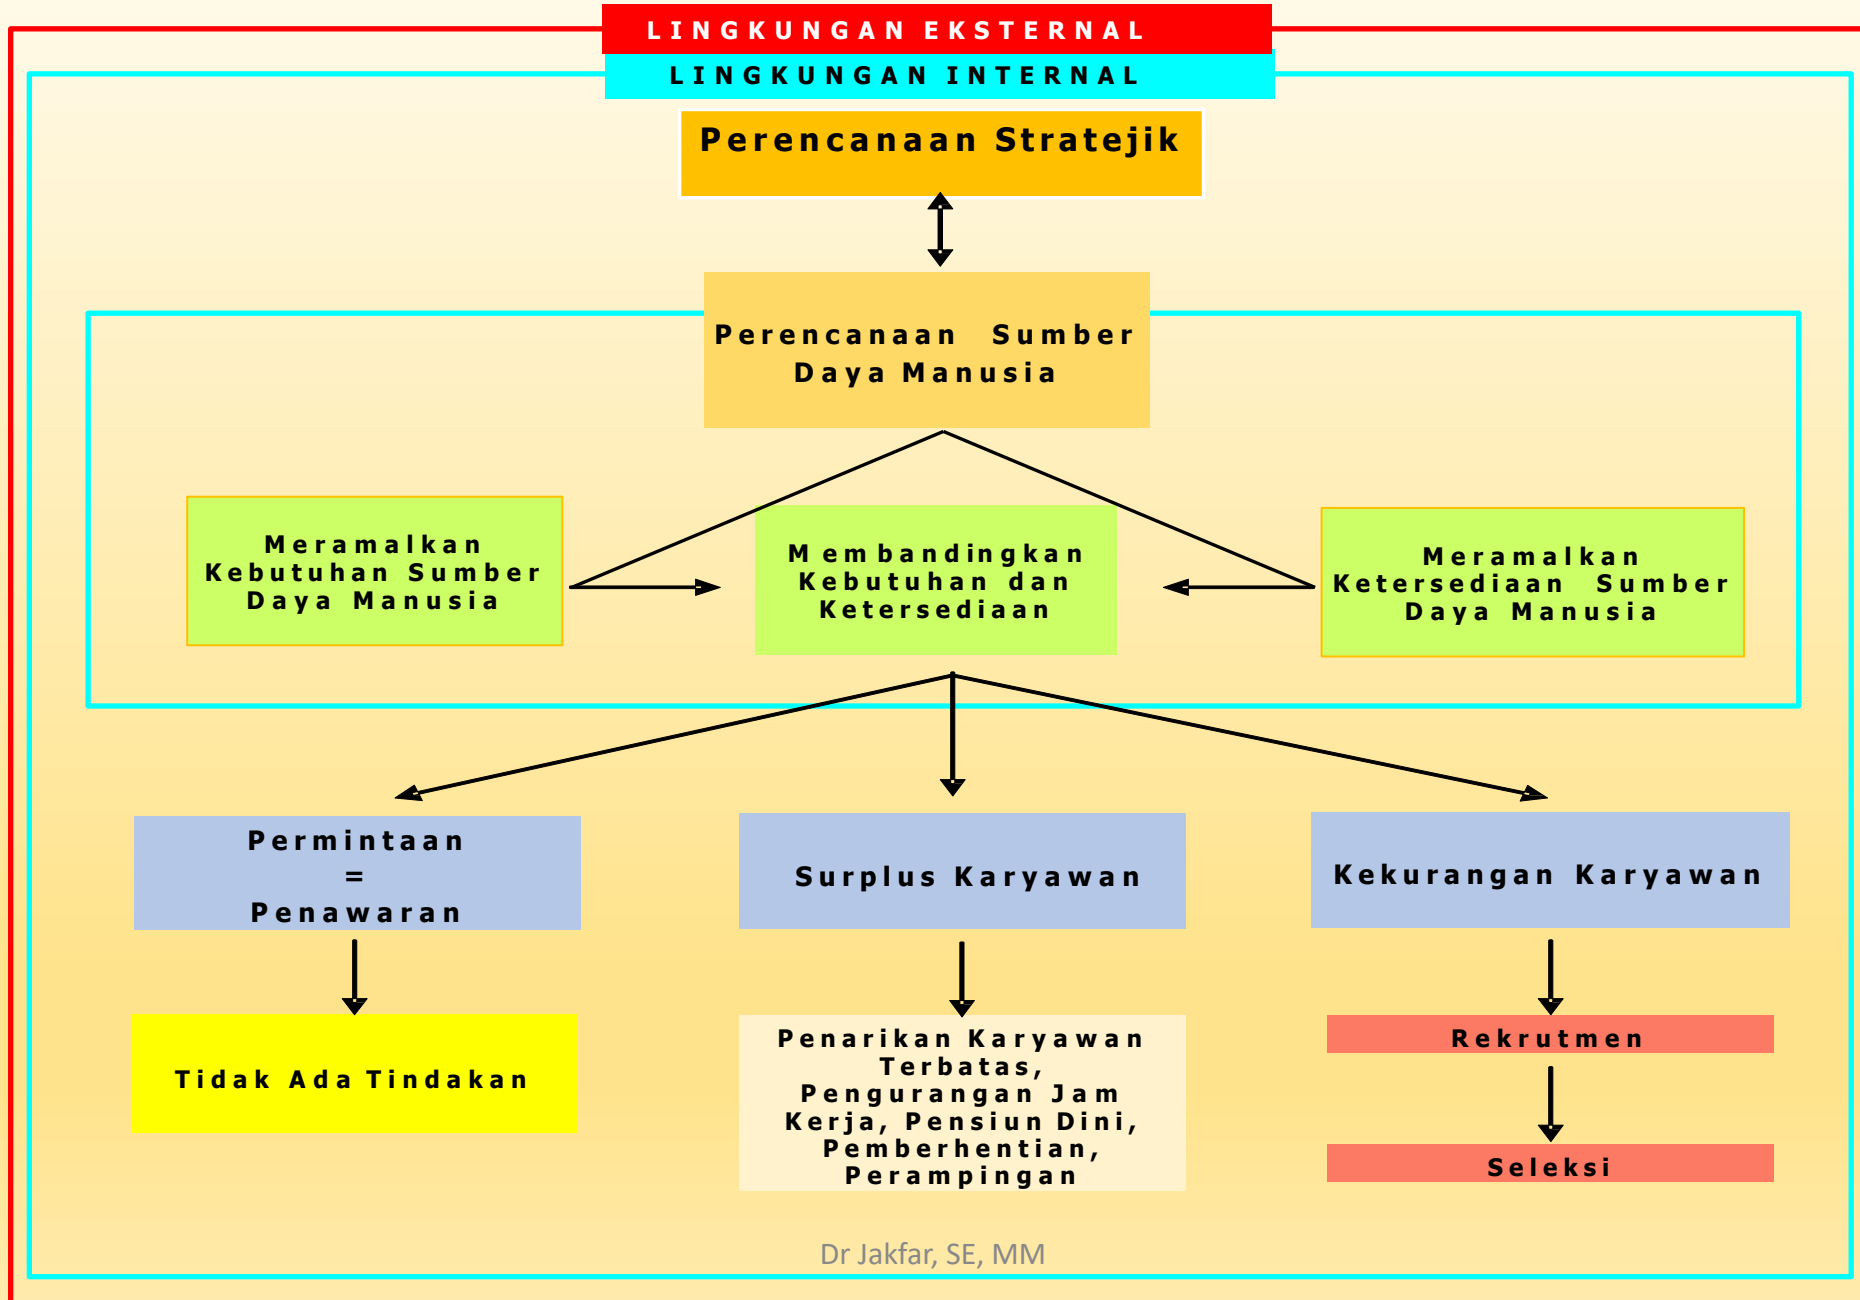 LINGKUNGAN EKSTERNAL
LINGKUNGAN INTERNAL
Perencanaan Stratejik
Perencanaan Sumber
Daya Manusia
Meramalkan
Kebutuhan Sumber
Daya Manusia
Membandingkan
Kebutuhan dan
Ketersediaan
Meramalkan
Ketersediaan Sumber
Daya Manusia
Permintaan
=
Penawaran
Surplus Karyawan
Kekurangan Karyawan
Tidak Ada Tindakan
Penarikan Karyawan
Terbatas,
Pengurangan Jam
Kerja, Pensiun Dini,
Pemberhentian,
Perampingan
Rekrutmen
Seleksi
Dr Jakfar, SE, MM